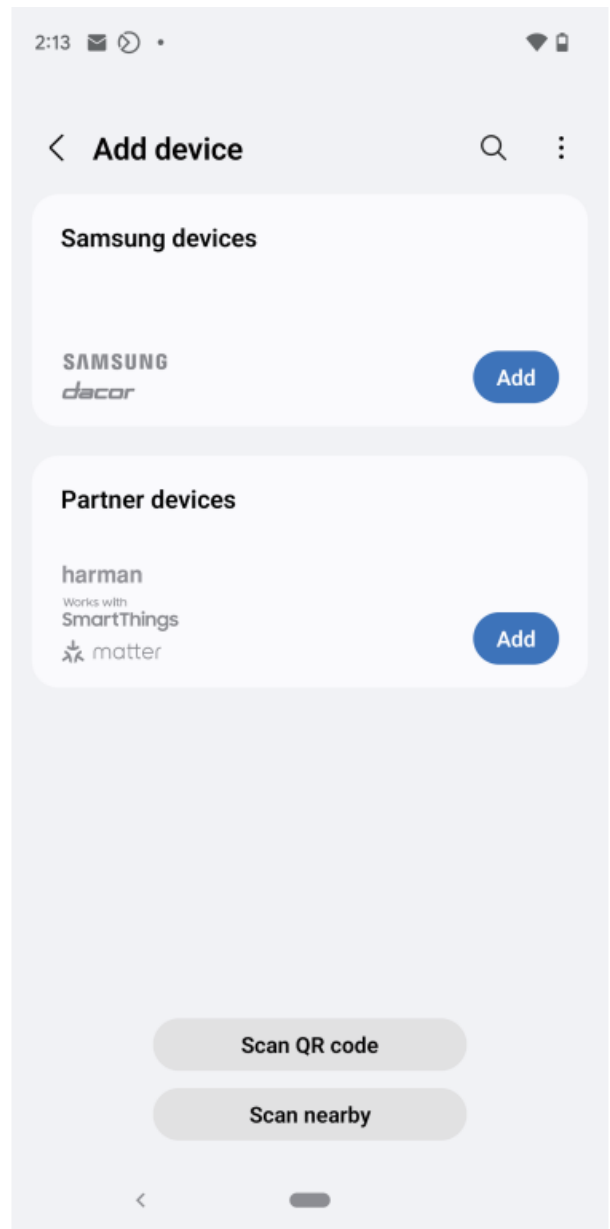 2:13
Add device
Samsung devices
SAMSUNG
dacor
Add
Partner devices
harman
Works with
SmartThings
matter
Add
Scan QR code
Scan nearby